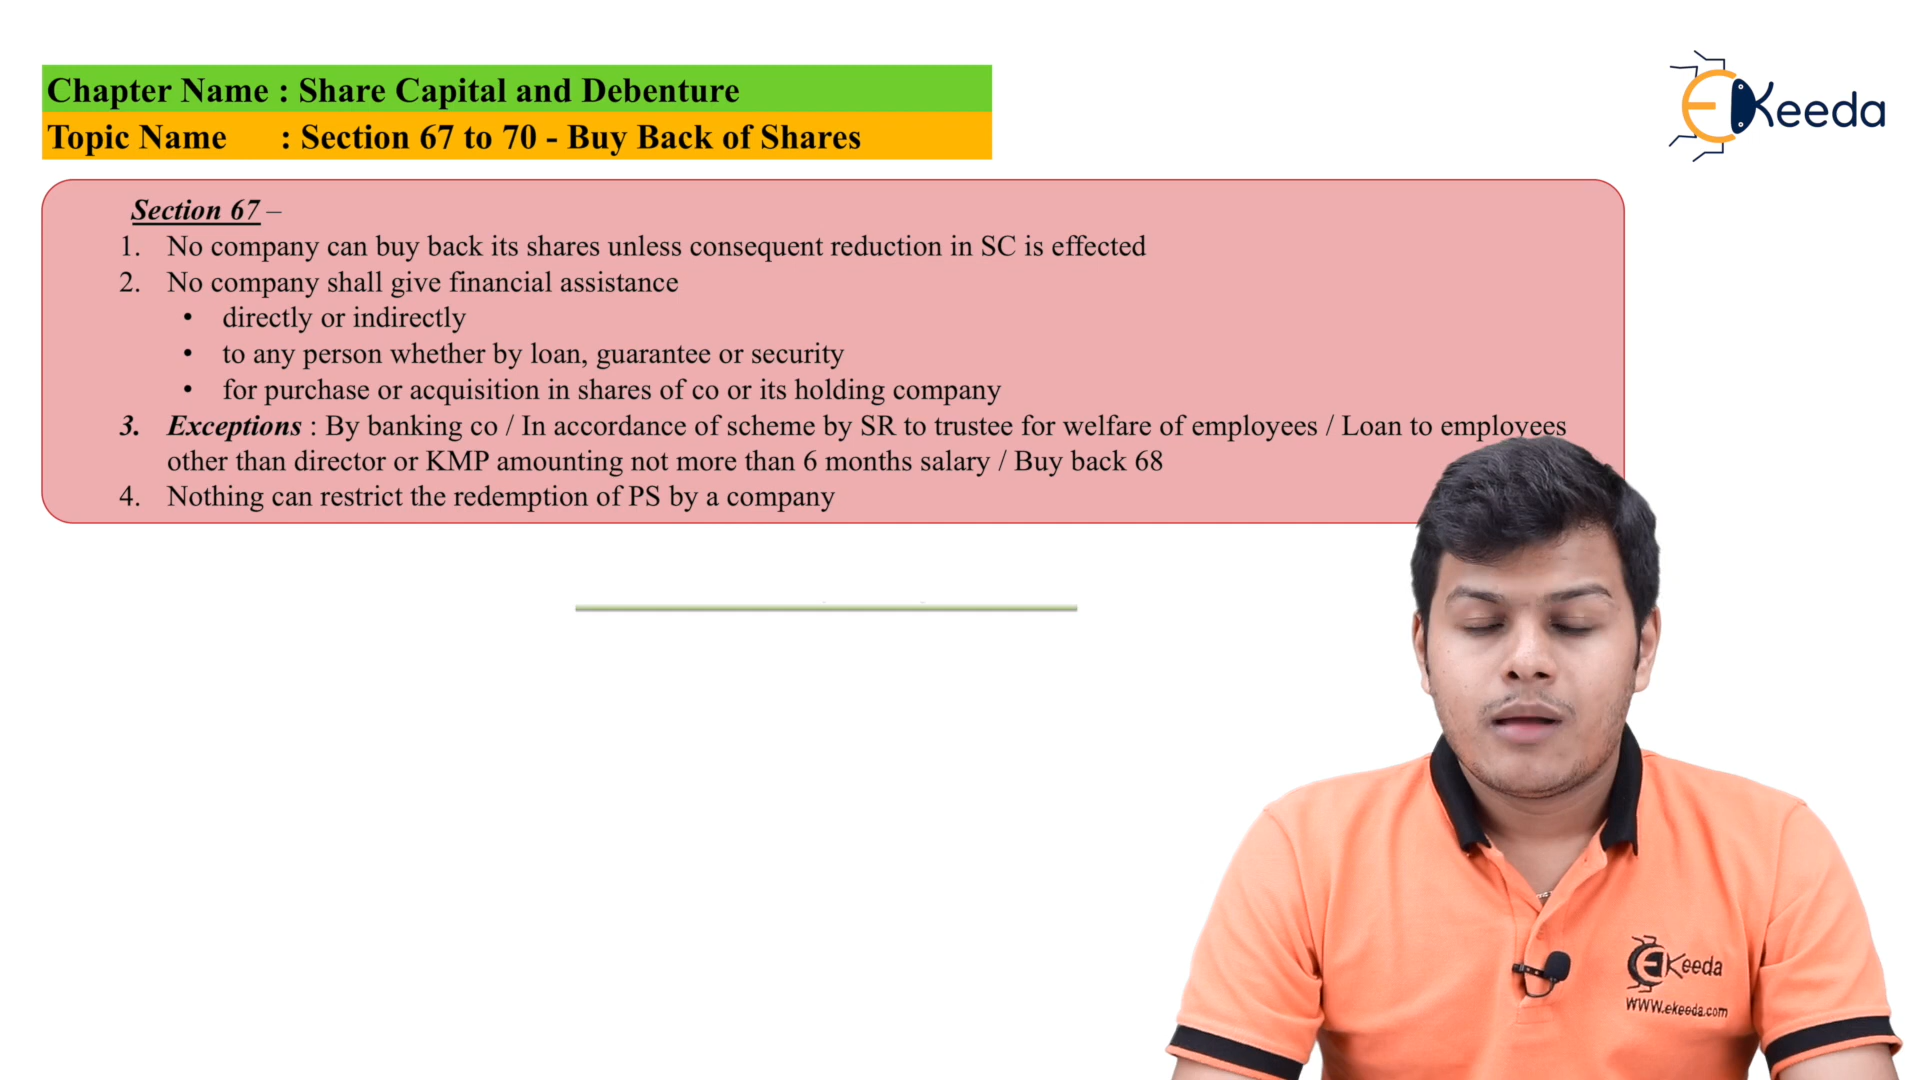 Chapter Name : Share Capital and Debenture
Topic Name : Section 67 to 70 - Buy Back of Shares
EKeeda
Section 67 –
1. No company can buy back its shares unless consequent reduction in SC is effected
2. No company shall give financial assistance
• directly or indirectly
• to any person whether by loan, guarantee or security
• for purchase or acquisition in shares of co or its holding company
3. Exceptions : By banking co / In accordance of scheme by SR to trustee for welfare of employees / Loan to employees
other than director or KMP amounting not more than 6 months salary / Buy back 68
4. Nothing can restrict the redemption of PS by a company
EKeeda
WWW.ekeeda.com